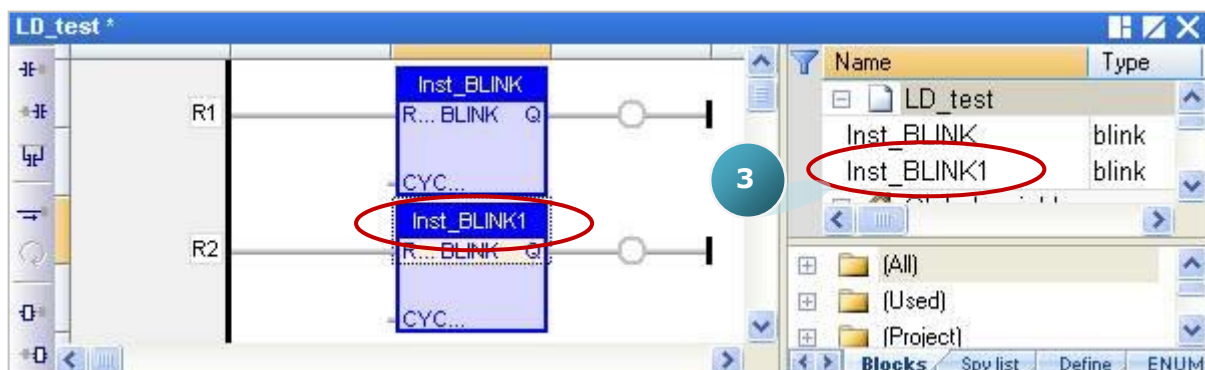 LD_test *
R1
Inst_BLINK
R... BLINK Q
CYC...
R2
Inst_BLINK1
R... BLINK Q
CYC...
3
Name Type
LD_test
Inst_BLINK blink
Inst_BLINK1 blink
(All)
(Used)
(Project)
Blocks Spy list Define ENUM